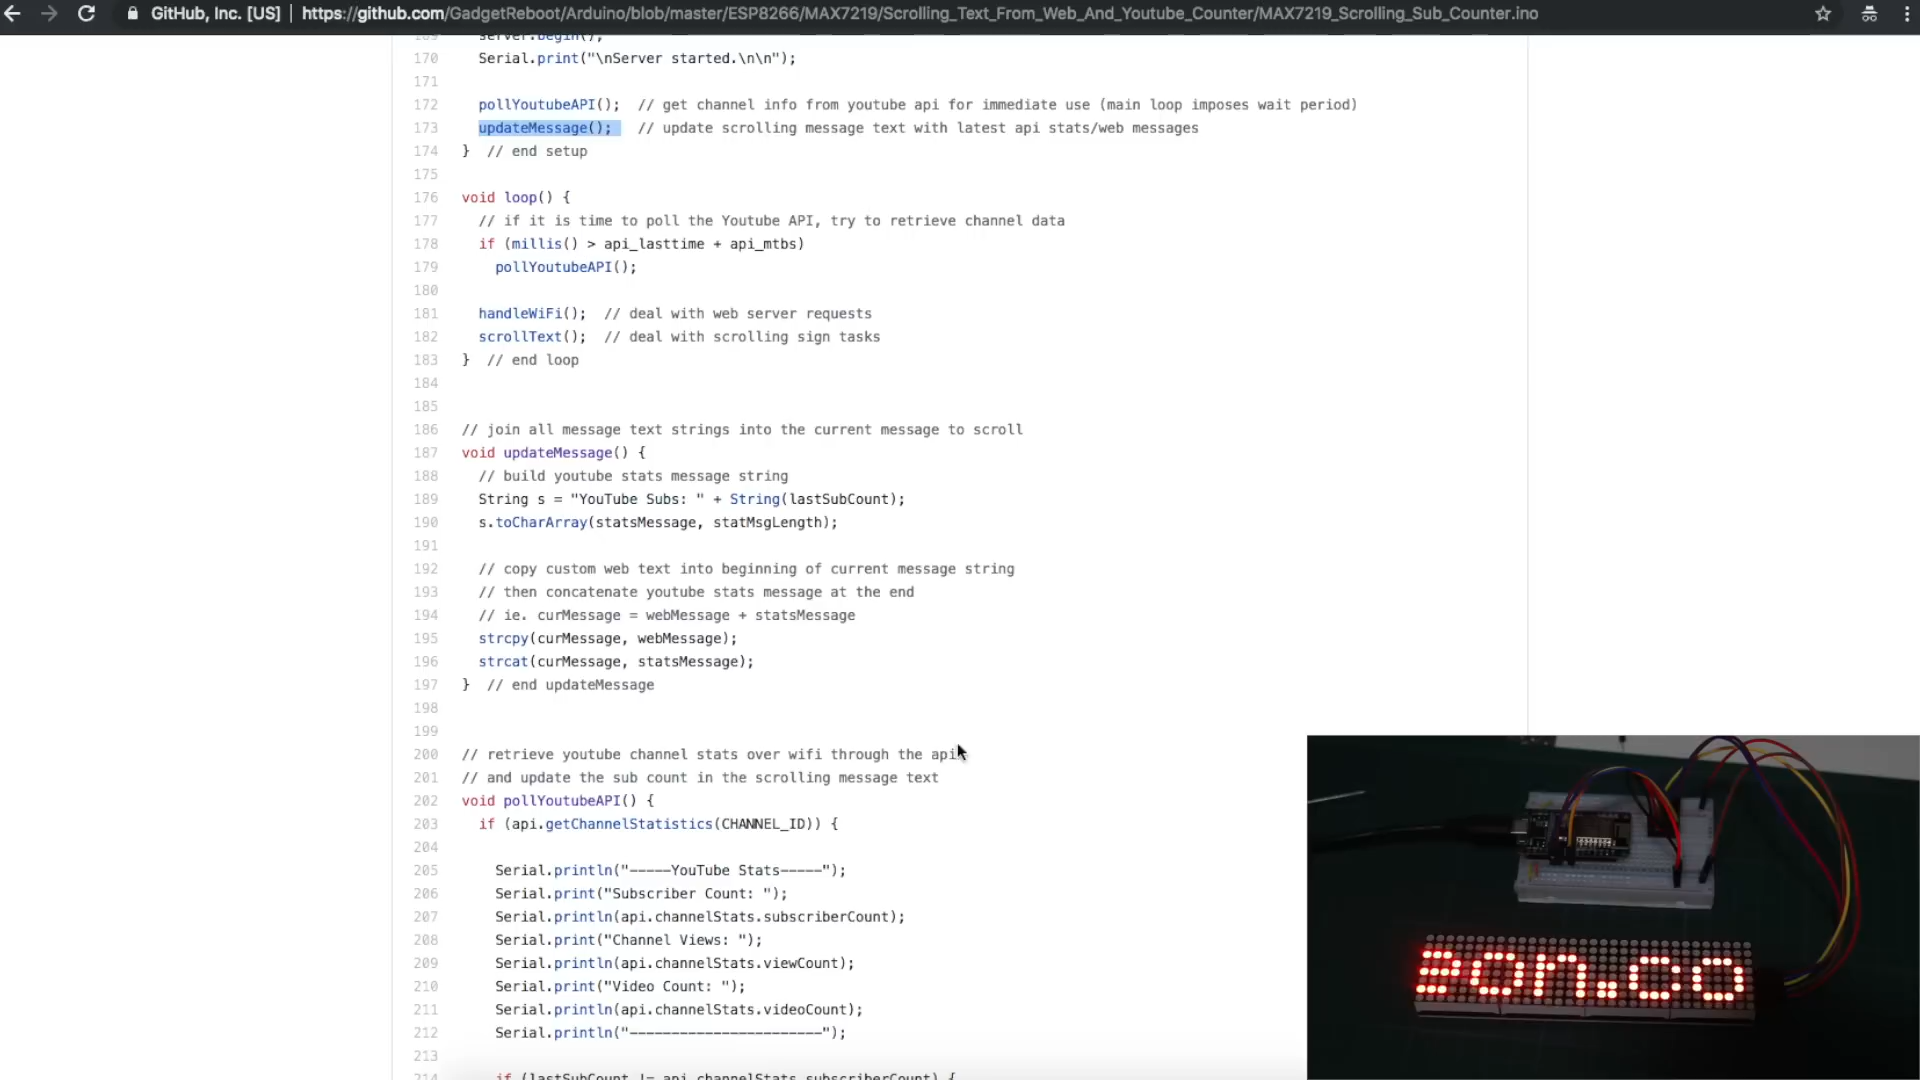 GitHub, Inc. [US] | https://github.com/GadgetReboot/Arduino/blob/master/ESP8266/MAX7219/Scrolling_Text_From_Web_And_Youtube_Counter/MAX7219_Scrolling_Sub_Counter.ino
169 server.begin();
170 Serial.print("\nServer started.\n\n");
171
172 pollYoutubeAPI(); // get channel info from youtube api for immediate use (main loop imposes wait period)
173 updateMessage(); // update scrolling message text with latest api stats/web messages
174 } // end setup
175
176 void loop() {
177 // if it is time to poll the Youtube API, try to retrieve channel data
178 if (millis() > api_lasttime + api_mtbs)
179 pollYoutubeAPI();
180
181 handleWiFi(); // deal with web server requests
182 scrollText(); // deal with scrolling sign tasks
183 } // end loop
184
185
186 // join all message text strings into the current message to scroll
187 void updateMessage() {
188 // build youtube stats message string
189 String s = "YouTube Subs: " + String(lastSubCount);
190 s.toCharArray(statsMessage, statMsgLength);
191
192 // copy custom web text into beginning of current message string
193 // then concatenate youtube stats message at the end
194 // ie. curMessage = webMessage + statsMessage
195 strcpy(curMessage, webMessage);
196 strcat(curMessage, statsMessage);
197 } // end updateMessage
198
199
200 // retrieve youtube channel stats over wifi through the api
201 // and update the sub count in the scrolling message text
202 void pollYoutubeAPI() {
203 if (api.getChannelStatistics(CHANNEL_ID)) {
204
205 Serial.println("-----YouTube Stats-----");
206 Serial.print("Subscriber Count: ");
207 Serial.println(api.channelStats.subscriberCount);
208 Serial.print("Channel Views: ");
209 Serial.println(api.channelStats.viewCount);
210 Serial.print("Video Count: ");
211 Serial.println(api.channelStats.videoCount);
212 Serial.println("-----------------------");
213
214 if (lastSubCount != api.channelStats.subscriberCount) {
on.co